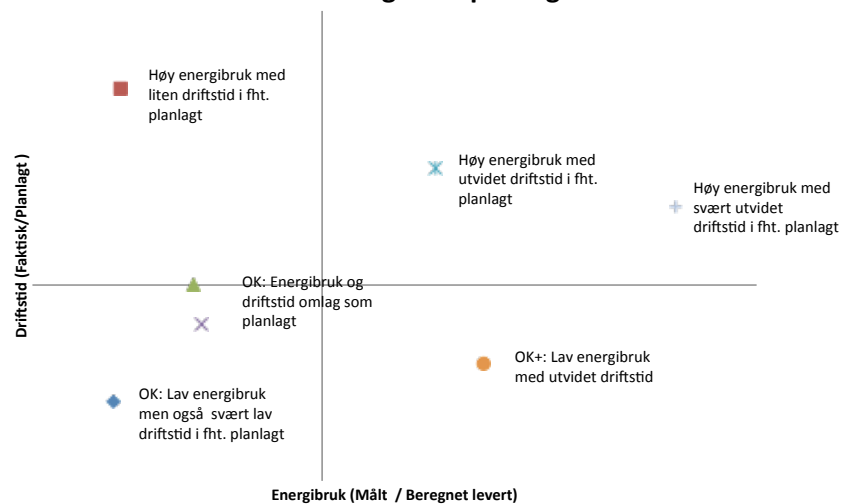 Høy energibruk med
liten driftstid i fht.
planlagt
Høy energibruk med
utvidet driftstid i fht.
planlagt
Høy energibruk med
svært utvidet
driftstid i fht. planlagt
Driftstid (Faktisk/Planlagt )
OK: Energibruk og
driftstid omlag som
planlagt
OK+: Lav energibruk
med utvidet driftstid
OK: Lav energibruk
men også svært lav
driftstid i fht. planlagt
Energibruk (Målt / Beregnet levert)